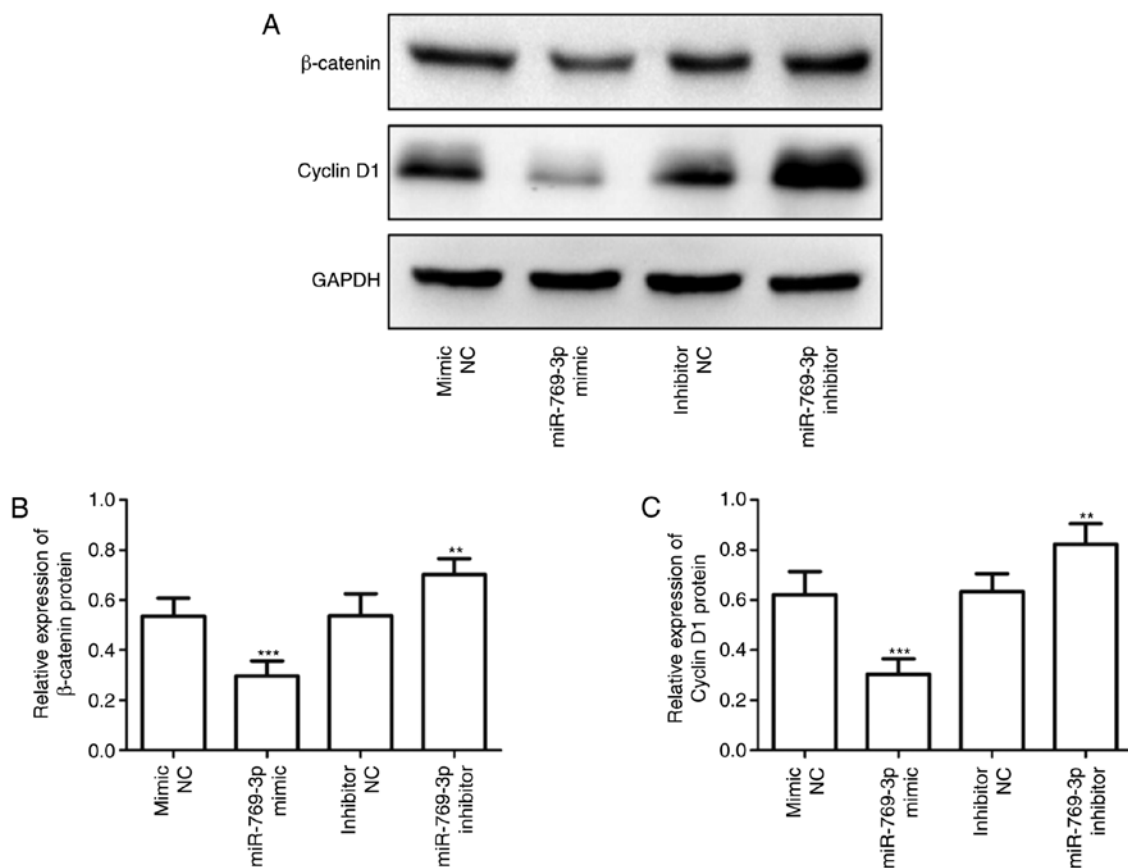 A
β-catenin
Cyclin D1
GAPDH
Mimic
NC
miR-769-3p
mimic
Inhibitor
NC
miR-769-3p
inhibitor
B
Relative expression of
β-catenin protein
1.0
0.8
0.6
0.4
0.2
0.0
***
**
Mimic
NC
miR-769-3p
mimic
Inhibitor
NC
miR-769-3p
inhibitor
C
Relative expression of
Cyclin D1 protein
1.0
0.8
0.6
0.4
0.2
0.0
***
**
Mimic
NC
miR-769-3p
mimic
Inhibitor
NC
miR-769-3p
inhibitor